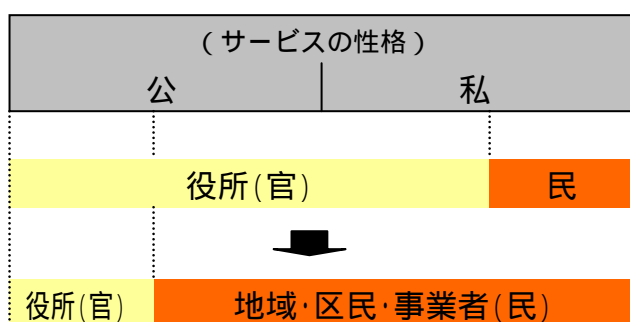 （サービスの性格）
公 私
役所(官) 民
役所(官) 地域・区民・事業者(民)